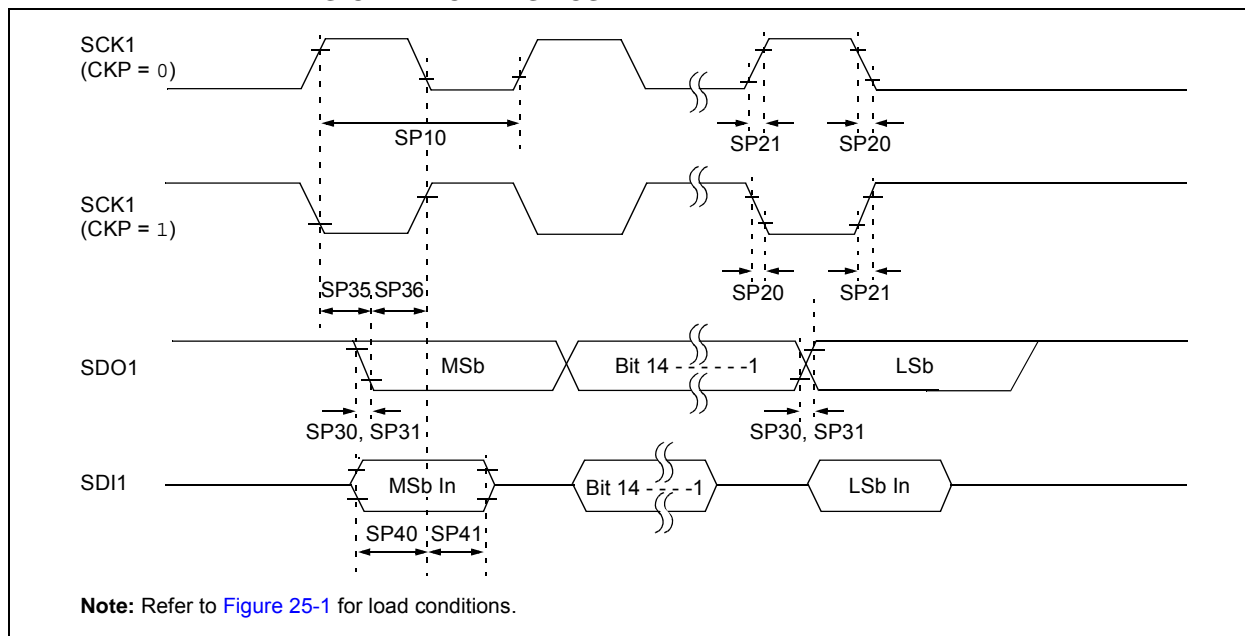 SCK1
(CKP = 0)
SP10
SP21
SP20
SCK1
(CKP = 1)
SP35
SP36
SP20
SP21
SDO1
MSb
Bit 14 - - - - - -1
LSb
SP30, SP31
SP30, SP31
SDI1
MSb In
Bit 14 - - - -1
LSb In
SP40
SP41
Note: Refer to Figure 25-1 for load conditions.